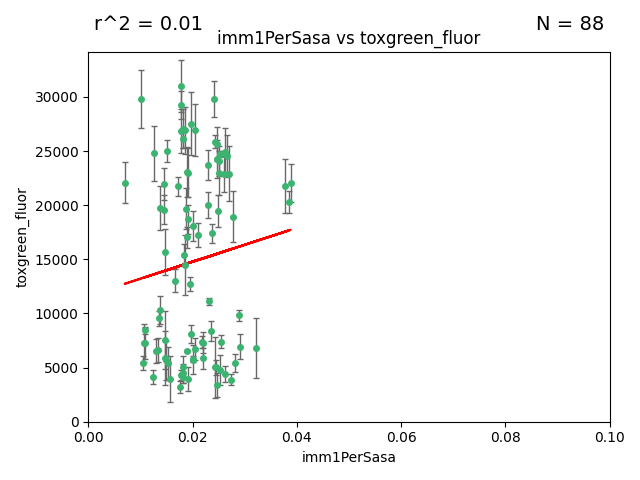 r^2 = 0.01
N = 88
imm1PerSasa vs toxgreen_fluor
30000
25000
20000
15000
10000
5000
0
toxgreen_fluor
0.00
0.02
0.04
0.06
0.08
0.10
imm1PerSasa